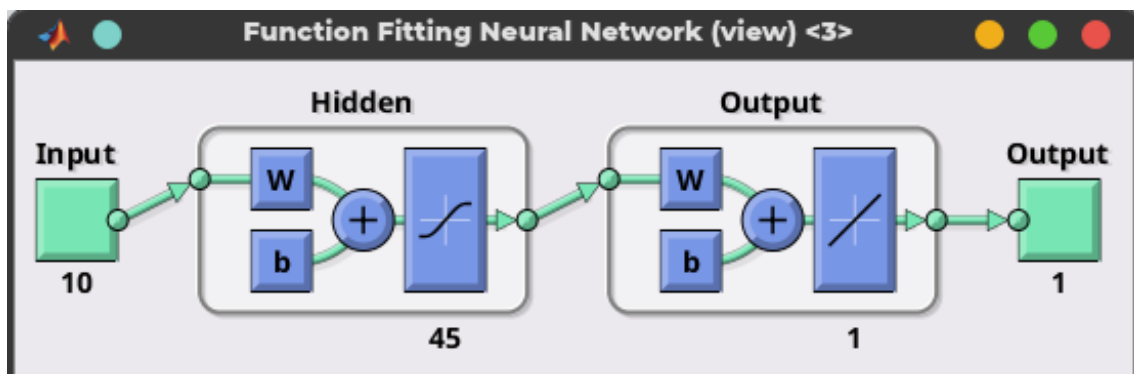 Function Fitting Neural Network (view) <3>
Hidden
Output
Input
Output
W
W
+
+
b
b
10
1
45
1